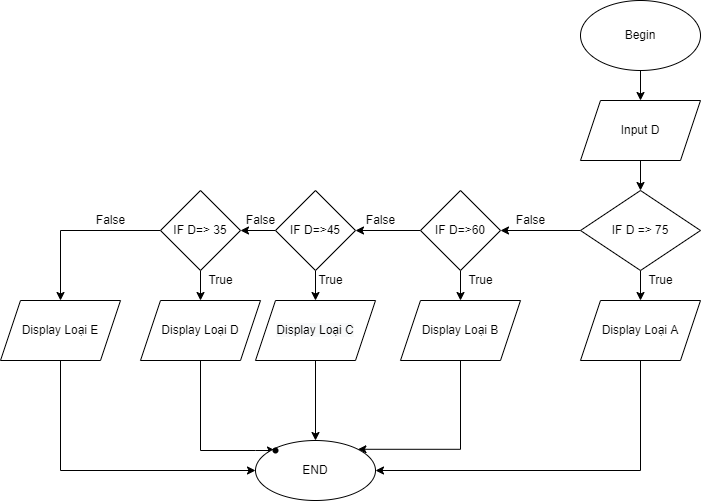 Begin
Input D
False
False
False
False
IF D=> 35
IF D=>45
IF D=>60
IF D => 75
True
True
True
True
Display Loại E
Display Loại D
Display Loại C
Display Loại B
Display Loại A
END